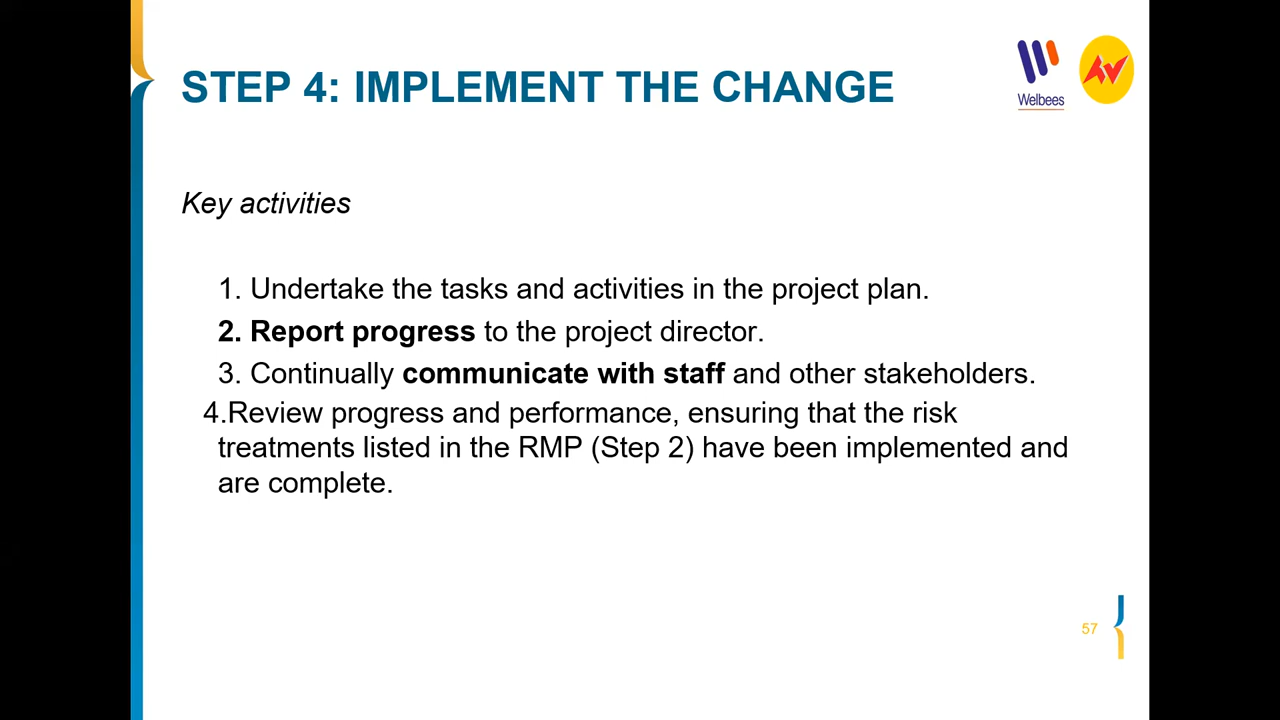 STEP 4: IMPLEMENT THE CHANGE
Welbees
Key activities
1. Undertake the tasks and activities in the project plan.
2. Report progress to the project director.
3. Continually communicate with staff and other stakeholders.
4.Review progress and performance, ensuring that the risk
treatments listed in the RMP (Step 2) have been implemented and
are complete.
57